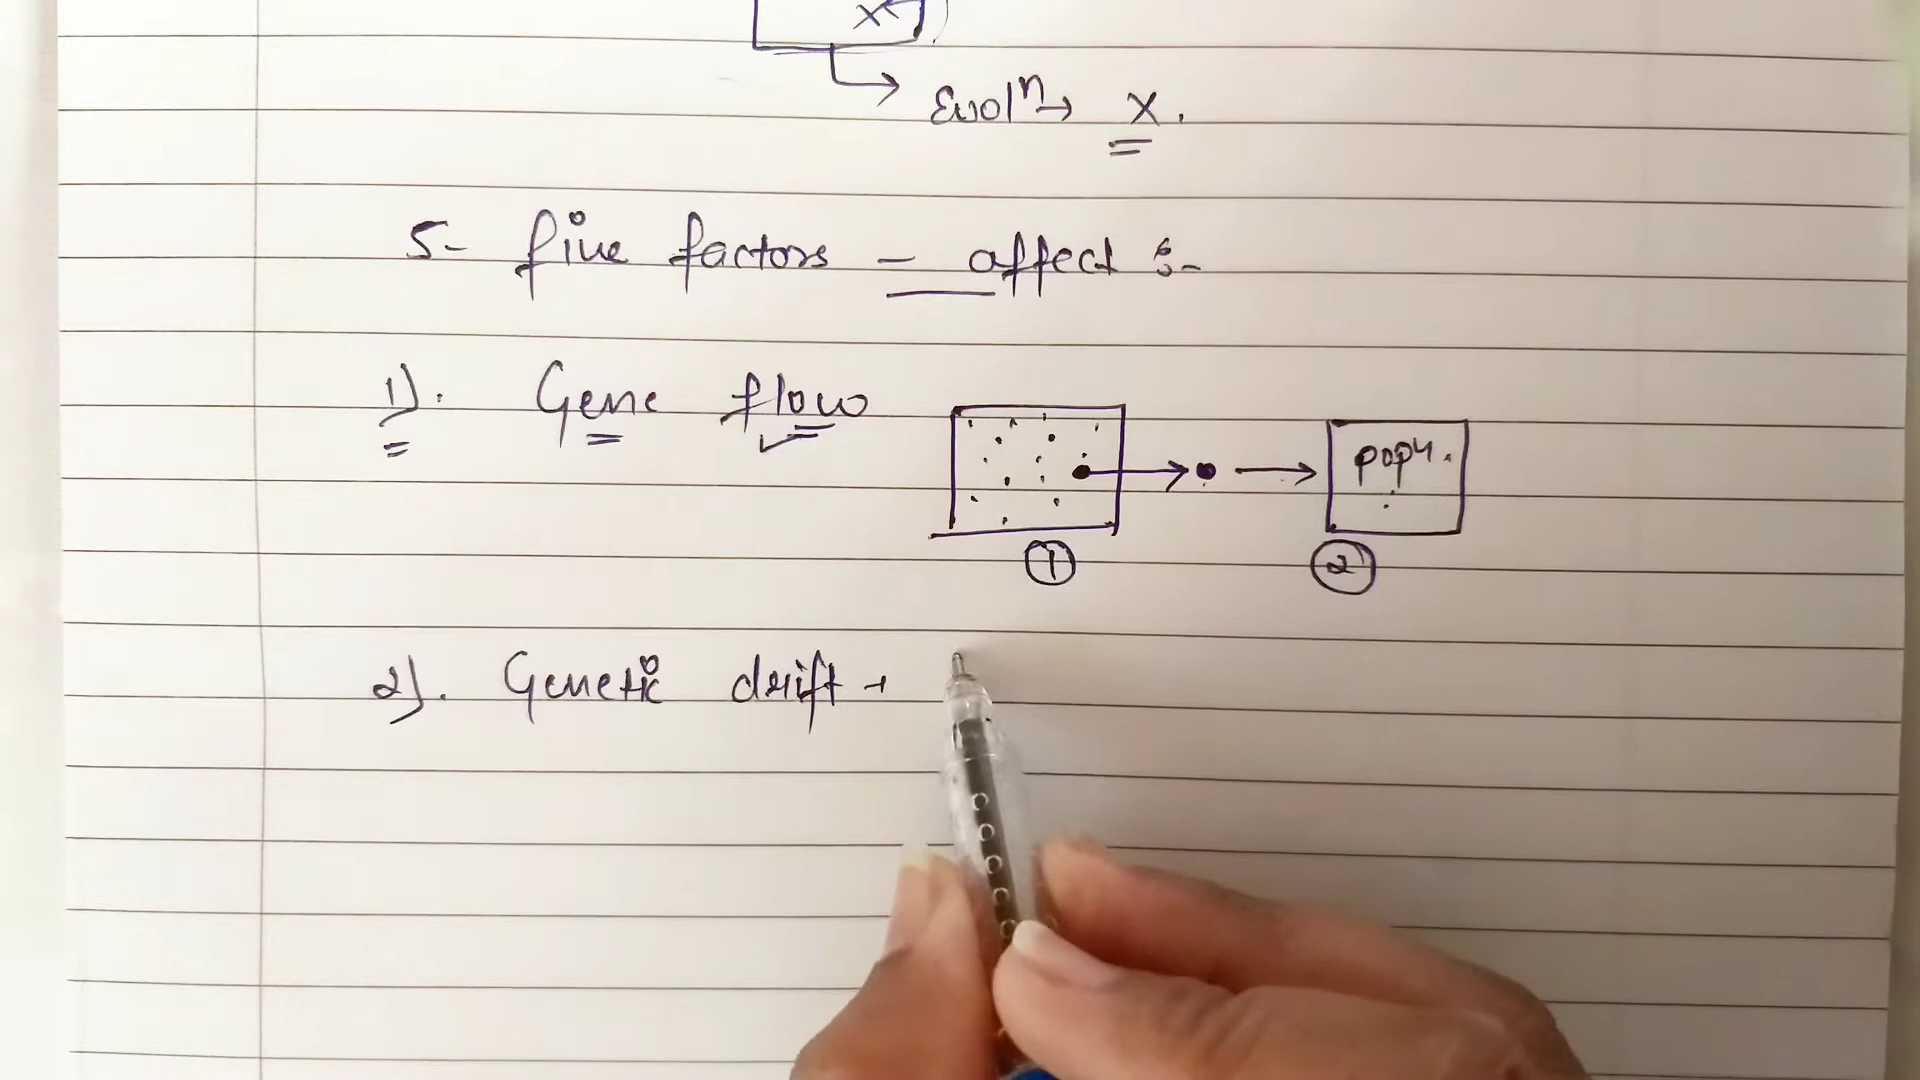 x
Evolⁿ→ X.
5- five factors - affect :-
1). Gene flow
popⁿ.
1 2
2). Genetic drift →